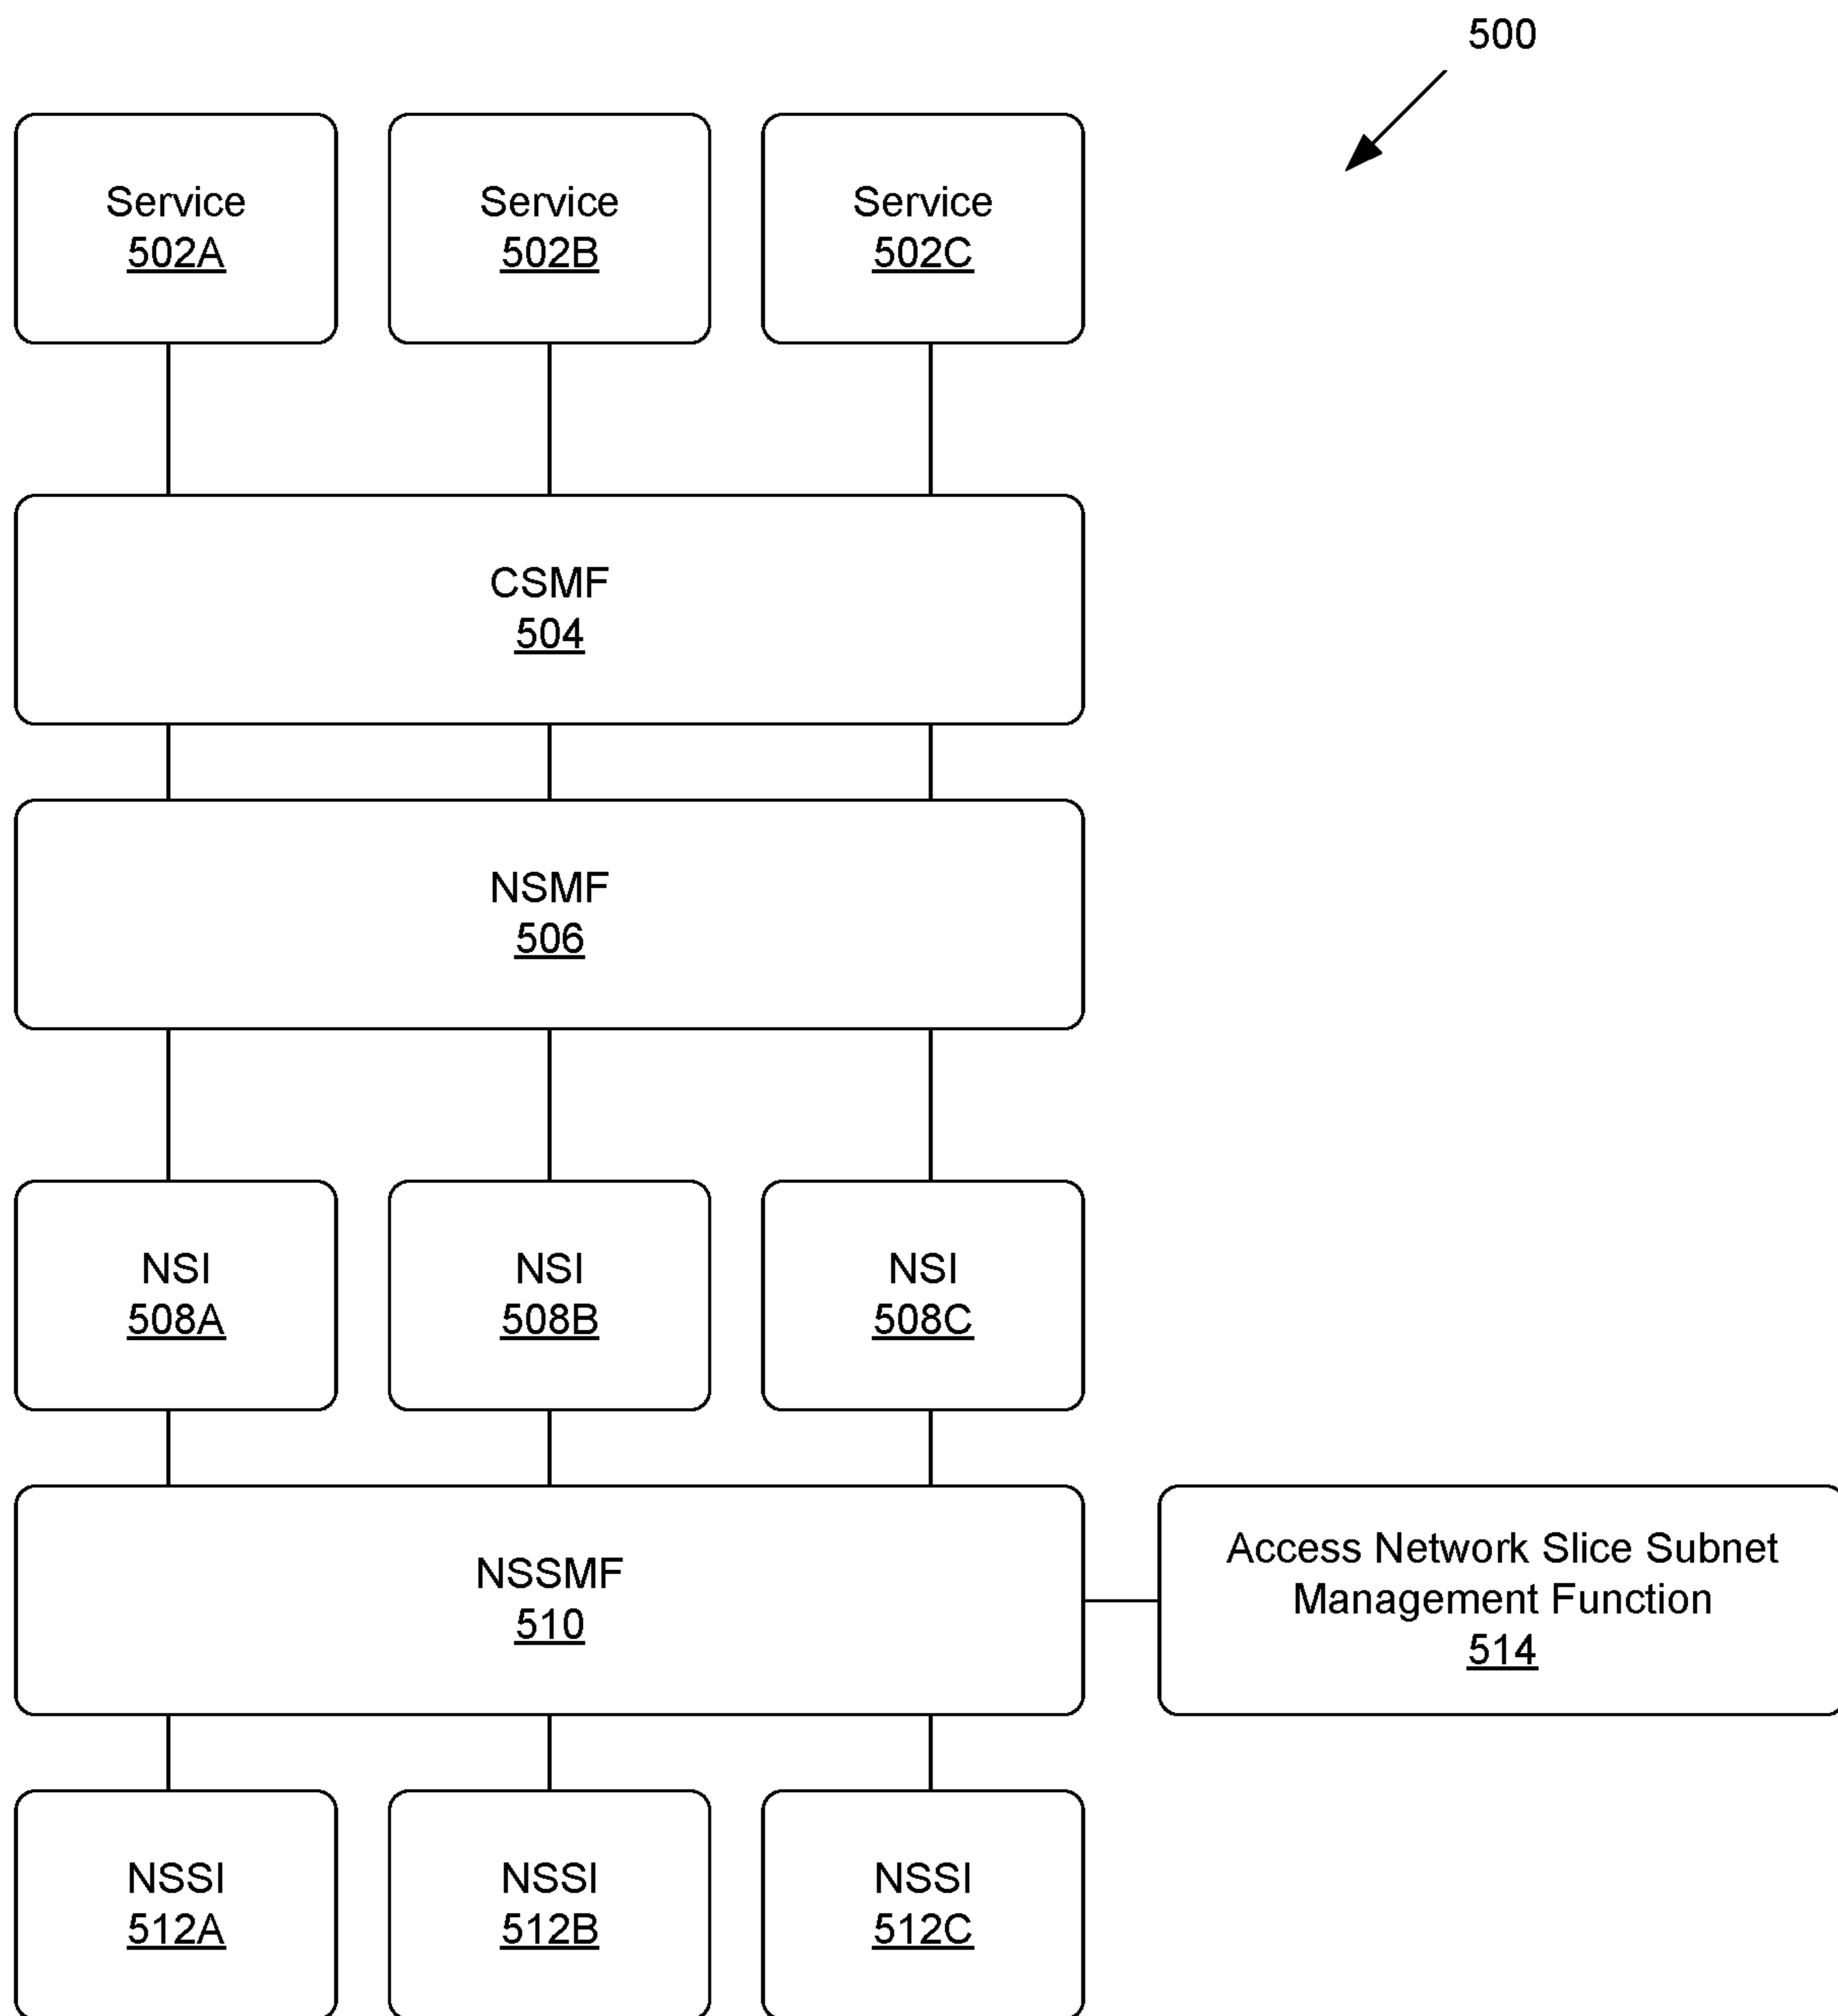 500
Service
502A
Service
502B
Service
502C
CSMF
504
NSMF
506
NSI
508A
NSI
508B
NSI
508C
NSSMF
510
Access Network Slice Subnet
Management Function
514
NSSI
512A
NSSI
512B
NSSI
512C